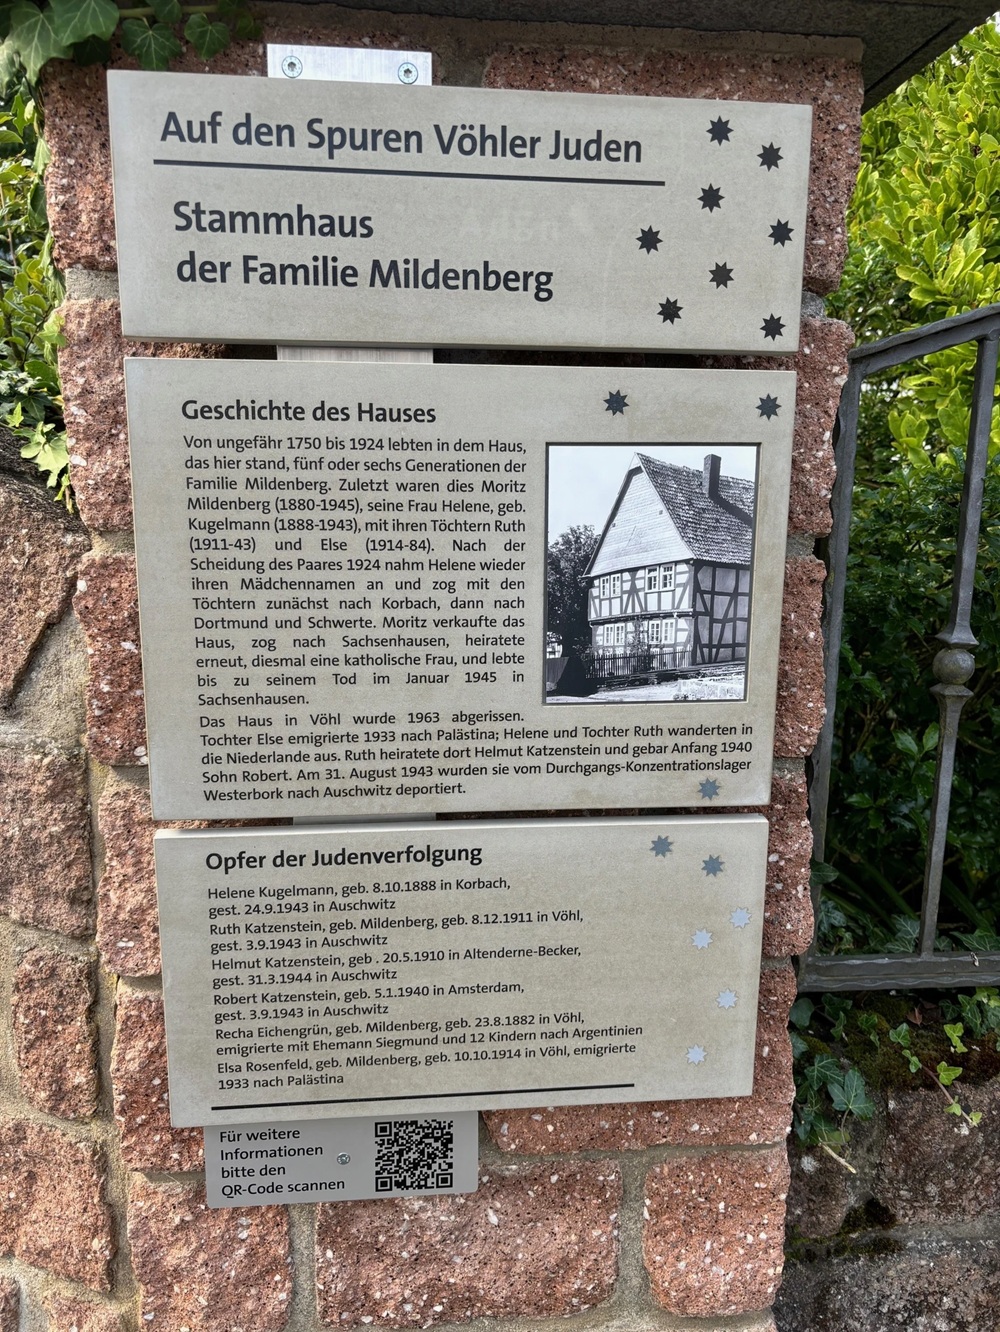 Auf den Spuren Vöhler Juden
Stammhaus
der Familie Mildenberg
Geschichte des Hauses
Von ungefähr 1750 bis 1924 lebten in dem Haus,
das hier stand, fünf oder sechs Generationen der
Familie Mildenberg. Zuletzt waren dies Moritz
Mildenberg (1880-1945), seine Frau Helene, geb.
Kugelmann (1888-1943), mit ihren Töchtern Ruth
(1911-43) und Else (1914-84). Nach der
Scheidung des Paares 1924 nahm Helene wieder
ihren Mädchennamen an und zog mit den
Töchtern zunächst nach Korbach, dann nach
Dortmund und Schwerte. Moritz verkaufte das
Haus, zog nach Sachsenhausen, heiratete
erneut, diesmal eine katholische Frau, und lebte
bis zu seinem Tod im Januar 1945 in
Sachsenhausen.
Das Haus in Vöhl wurde 1963 abgerissen.
Tochter Else emigrierte 1933 nach Palästina; Helene und Tochter Ruth wanderten in
die Niederlande aus. Ruth heiratete dort Helmut Katzenstein und gebar Anfang 1940
Sohn Robert. Am 31. August 1943 wurden sie vom Durchgangs-Konzentrationslager
Westerbork nach Auschwitz deportiert.
Opfer der Judenverfolgung
Helene Kugelmann, geb. 8.10.1888 in Korbach,
gest. 24.9.1943 in Auschwitz
Ruth Katzenstein, geb. Mildenberg, geb. 8.12.1911 in Vöhl,
gest. 3.9.1943 in Auschwitz
Helmut Katzenstein, geb . 20.5.1910 in Altenderne-Becker,
gest. 31.3.1944 in Auschwitz
Robert Katzenstein, geb. 5.1.1940 in Amsterdam,
gest. 3.9.1943 in Auschwitz
Recha Eichengrün, geb. Mildenberg, geb. 23.8.1882 in Vöhl,
emigrierte mit Ehemann Siegmund und 12 Kindern nach Argentinien
Elsa Rosenfeld, geb. Mildenberg, geb. 10.10.1914 in Vöhl, emigrierte
1933 nach Palästina
Für weitere
Informationen
bitte den
QR-Code scannen